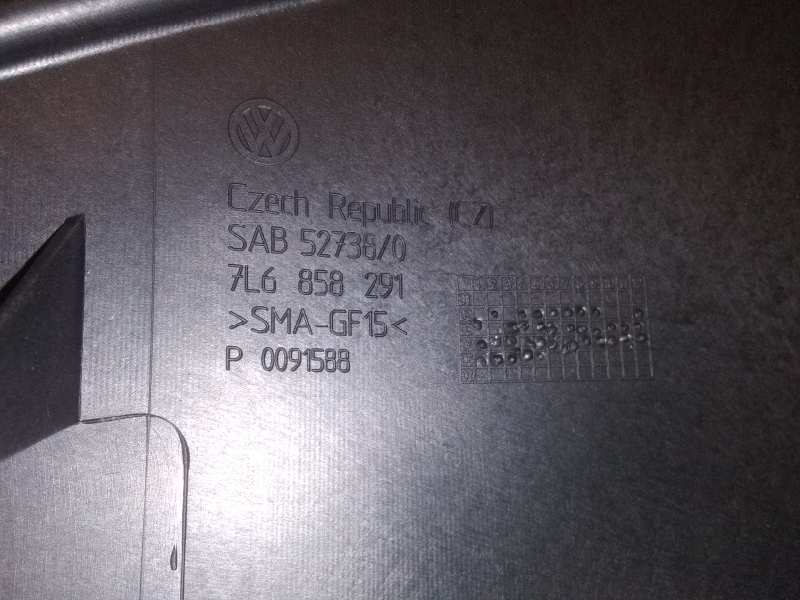 Czech Republic (CZ)
SAB 52738/0
7L6 858 291
>SMA-GF15<
P 0091588